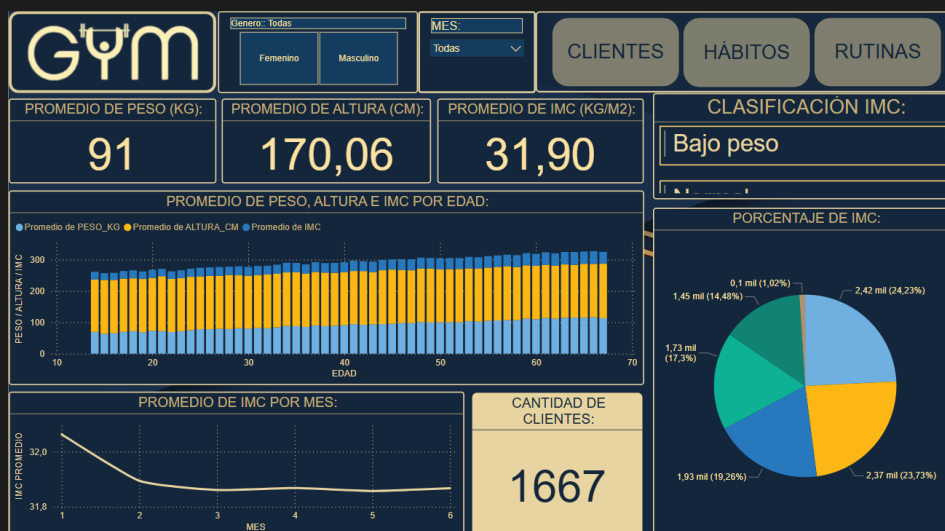 GYM
Genero:: Todas
Femenino
Masculino
MES:
Todas
CLIENTES
HÁBITOS
RUTINAS
PROMEDIO DE PESO (KG):
91
PROMEDIO DE ALTURA (CM):
170,06
PROMEDIO DE IMC (KG/M2):
31,90
CLASIFICACIÓN IMC:
Bajo peso
PROMEDIO DE PESO, ALTURA E IMC POR EDAD:
Promedio de PESO_KG Promedio de ALTURA_CM Promedio de IMC
PESO / ALTURA / IMC
300
200
100
0
10 20 30 40 50 60 70
EDAD
PORCENTAJE DE IMC:
0,1 mil (1,02%)
2,42 mil (24,23%)
1,45 mil (14,48%)
1,73 mil
(17,3%)
1,93 mil (19,26%)
2,37 mil (23,73%)
PROMEDIO DE IMC POR MES:
IMC PROMEDIO
32,0
31,8
1 2 3 4 5 6
MES
CANTIDAD DE
CLIENTES:
1667